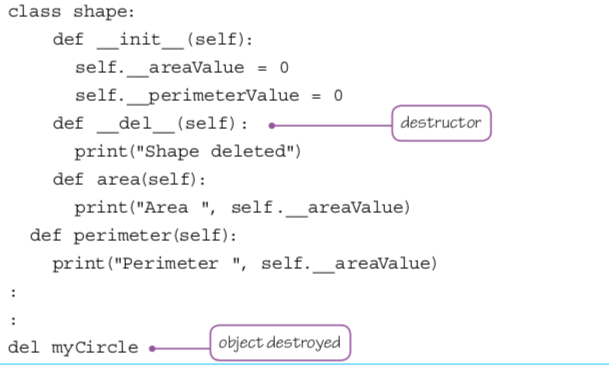 class shape:
def __init__(self):
self.__areaValue = 0
self.__perimeterValue = 0
def __del__(self):
destructor
print("Shape deleted")
def area(self):
print("Area ", self.__areaValue)
def perimeter(self):
print("Perimeter ", self.__areaValue)
:
:
del myCircle
object destroyed